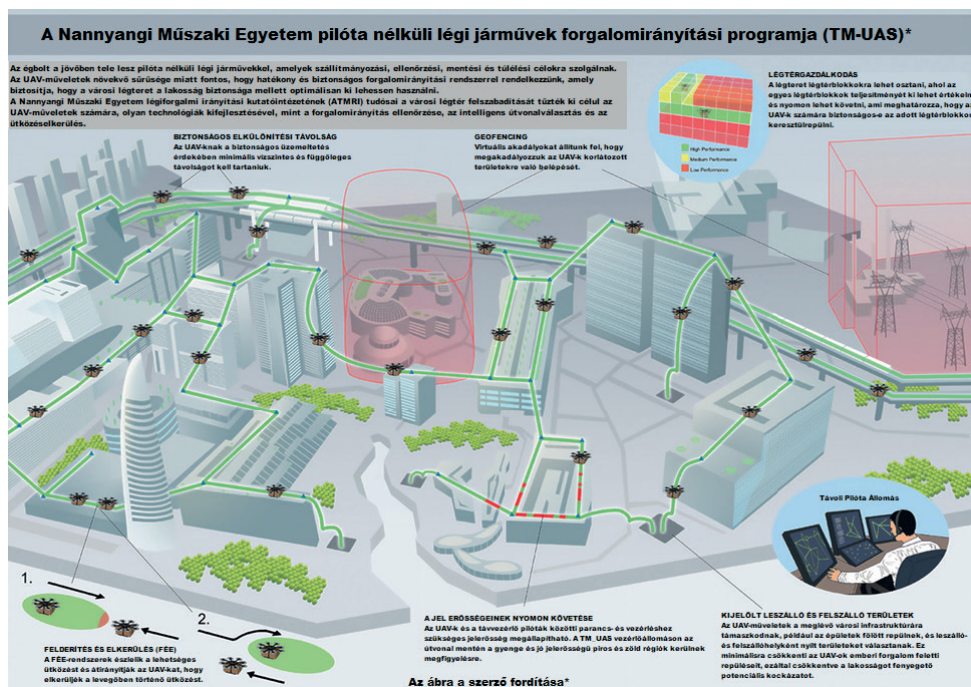 A Nannyangi Műszaki Egyetem pilóta nélküli légi járművek forgalomirányítási programja (TM-UAS)*
Az égbolt a jövőben tele lesz pilóta nélküli légi járművekkel, amelyek szállítmányozási, ellenőrzési, mentési és túlélési célokra szolgálnak.
Az UAV-műveletek növekvő sűrűsége miatt fontos, hogy hatékony és biztonságos forgalomirányítási rendszerrel rendelkezzünk, amely
biztosítja, hogy a városi légteret a lakosság biztonsága mellett optimálisan ki lehessen használni.
A Nannyangi Műszaki Egyetem légiforgalmi irányítási kutatóintézetének (ATMRI) tudósai a városi légtér felszabadítását tűzték ki célul az
UAV-műveletek számára, olyan technológiák kifejlesztésével, mint a forgalomirányítás ellenőrzése, az intelligens útvonalválasztás és az
ütközéselkerülés.
BIZTONSÁGOS ELKÜLÖNÍTÉSI TÁVOLSÁG
Az UAV-knak a biztonságos üzemeltetés
érdekében minimális vízszintes és függőleges
távolságot kell tartaniuk.
GEOFENCING
Virtuális akadályokat állítunk fel, hogy
megakadályozzuk az UAV-k korlátozott
területekre való belépését.
High Performance
Medium Performance
Low Performance
LÉGTÉRGAZDÁLKODÁS
A légteret légtérblokkokra lehet osztani, ahol az
egyes légtérblokkok teljesítményét ki lehet értékelni
és nyomon lehet követni, ami meghatározza, hogy az
UAV-k számára biztonságos-e az adott légtérblokkon
keresztülrepülni.
Távoli Pilóta Állomás
1.
2.
FELDERÍTÉS ÉS ELKERÜLÉS (FÉE)
A FÉE-rendszerek észlelik a lehetséges
ütközést és átirányítják az UAV-kat, hogy
elkerüljék a levegőben történő ütközést.
A JEL ERŐSSÉGEINEK NYOMON KÖVETÉSE
Az UAV-k és a távvezérlő pilóták közötti parancs- és vezérléshez
szükséges jelerősség megállapítható. A TM_UAS vezérlőállomáson az
útvonal mentén a gyenge és jó jelerősségű piros és zöld régiók kerülnek
megfigyelésre.
KIJELÖLT LESZÁLLÓ ÉS FELSZÁLLÓ TERÜLETEK
Az UAV-műveletek a meglévő városi infrastruktúrára
támaszkodnak, például az épületek fölött repülnek, és leszálló-
és felszállóhelyként nyílt területeket választanak. Ez
minimálisra csökkenti az UAV-ok emberi forgalom feletti
repüléseit, ezáltal csökkentve a lakosságot fenyegető
potenciális kockázatot.
Az ábra a szerző fordítása*